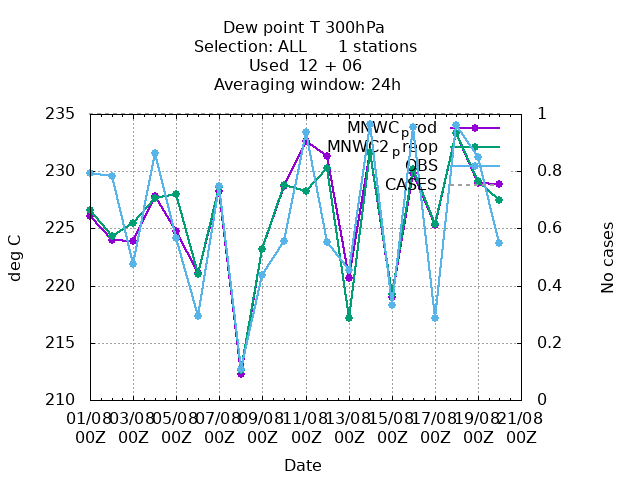 Dew point T 300hPa
Selection: ALL 1 stations
Used 12 + 06
Averaging window: 24h
235 1
MNWC_prod
MNWC2_preop
OBS
CASES
230 0.8
225 0.6
220 0.4
215 0.2
210 0
deg C
No cases
01/08 03/08 05/08 07/08 09/08 11/08 13/08 15/08 17/08 19/08 21/08
00Z 00Z 00Z 00Z 00Z 00Z 00Z 00Z 00Z 00Z 00Z
Date